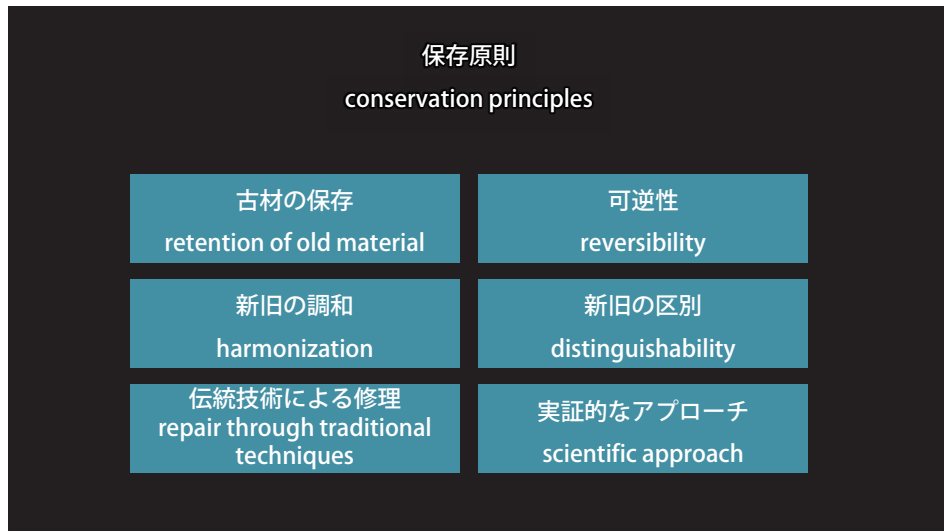 保存原則
conservation principles
古材の保存
retention of old material
可逆性
reversibility
新旧の調和
harmonization
新旧の区別
distinguishability
伝統技術による修理
repair through traditional
techniques
実証的なアプローチ
scientific approach